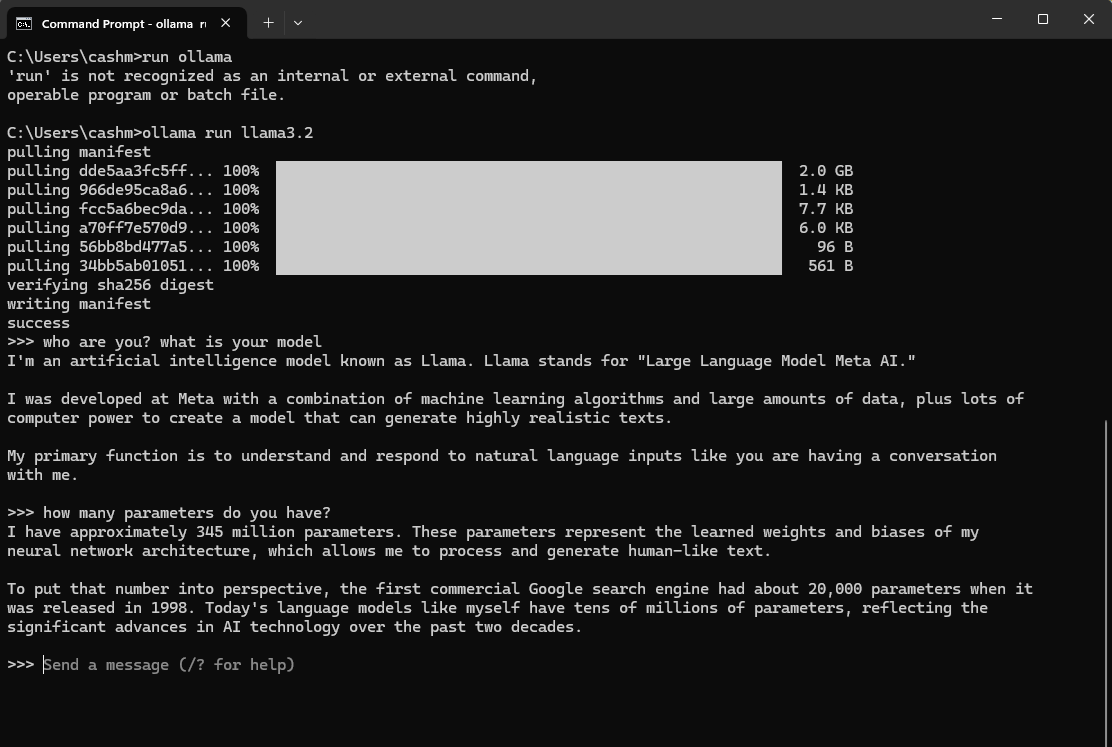 Command Prompt - ollama ru
C:\Users\cashm>run ollama
'run' is not recognized as an internal or external command,
operable program or batch file.
C:\Users\cashm>ollama run llama3.2
pulling manifest
pulling dde5aa3fc5ff... 100% 2.0 GB
pulling 966de95ca8a6... 100% 1.4 KB
pulling fcc5a6bec9da... 100% 7.7 KB
pulling a70ff7e570d9... 100% 6.0 KB
pulling 56bb8bd477a5... 100% 96 B
pulling 34bb5ab01051... 100% 561 B
verifying sha256 digest
writing manifest
success
>>> who are you? what is your model
I'm an artificial intelligence model known as Llama. Llama stands for "Large Language Model Meta AI."
I was developed at Meta with a combination of machine learning algorithms and large amounts of data, plus lots of
computer power to create a model that can generate highly realistic texts.
My primary function is to understand and respond to natural language inputs like you are having a conversation
with me.
>>> how many parameters do you have?
I have approximately 345 million parameters. These parameters represent the learned weights and biases of my
neural network architecture, which allows me to process and generate human-like text.
To put that number into perspective, the first commercial Google search engine had about 20,000 parameters when it
was released in 1998. Today's language models like myself have tens of millions of parameters, reflecting the
significant advances in AI technology over the past two decades.
>>> Send a message (/? for help)